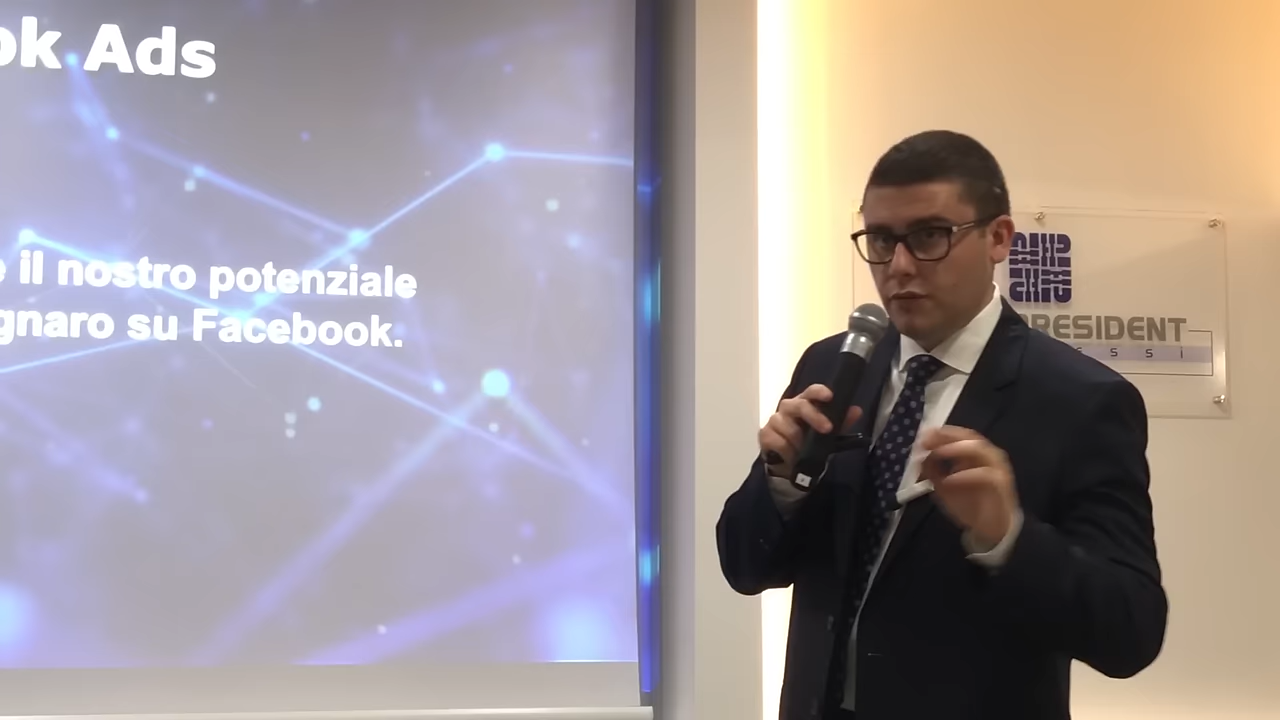 ok Ads
e il nostro potenziale
gnaro su Facebook.
PRESIDENT
e s s i